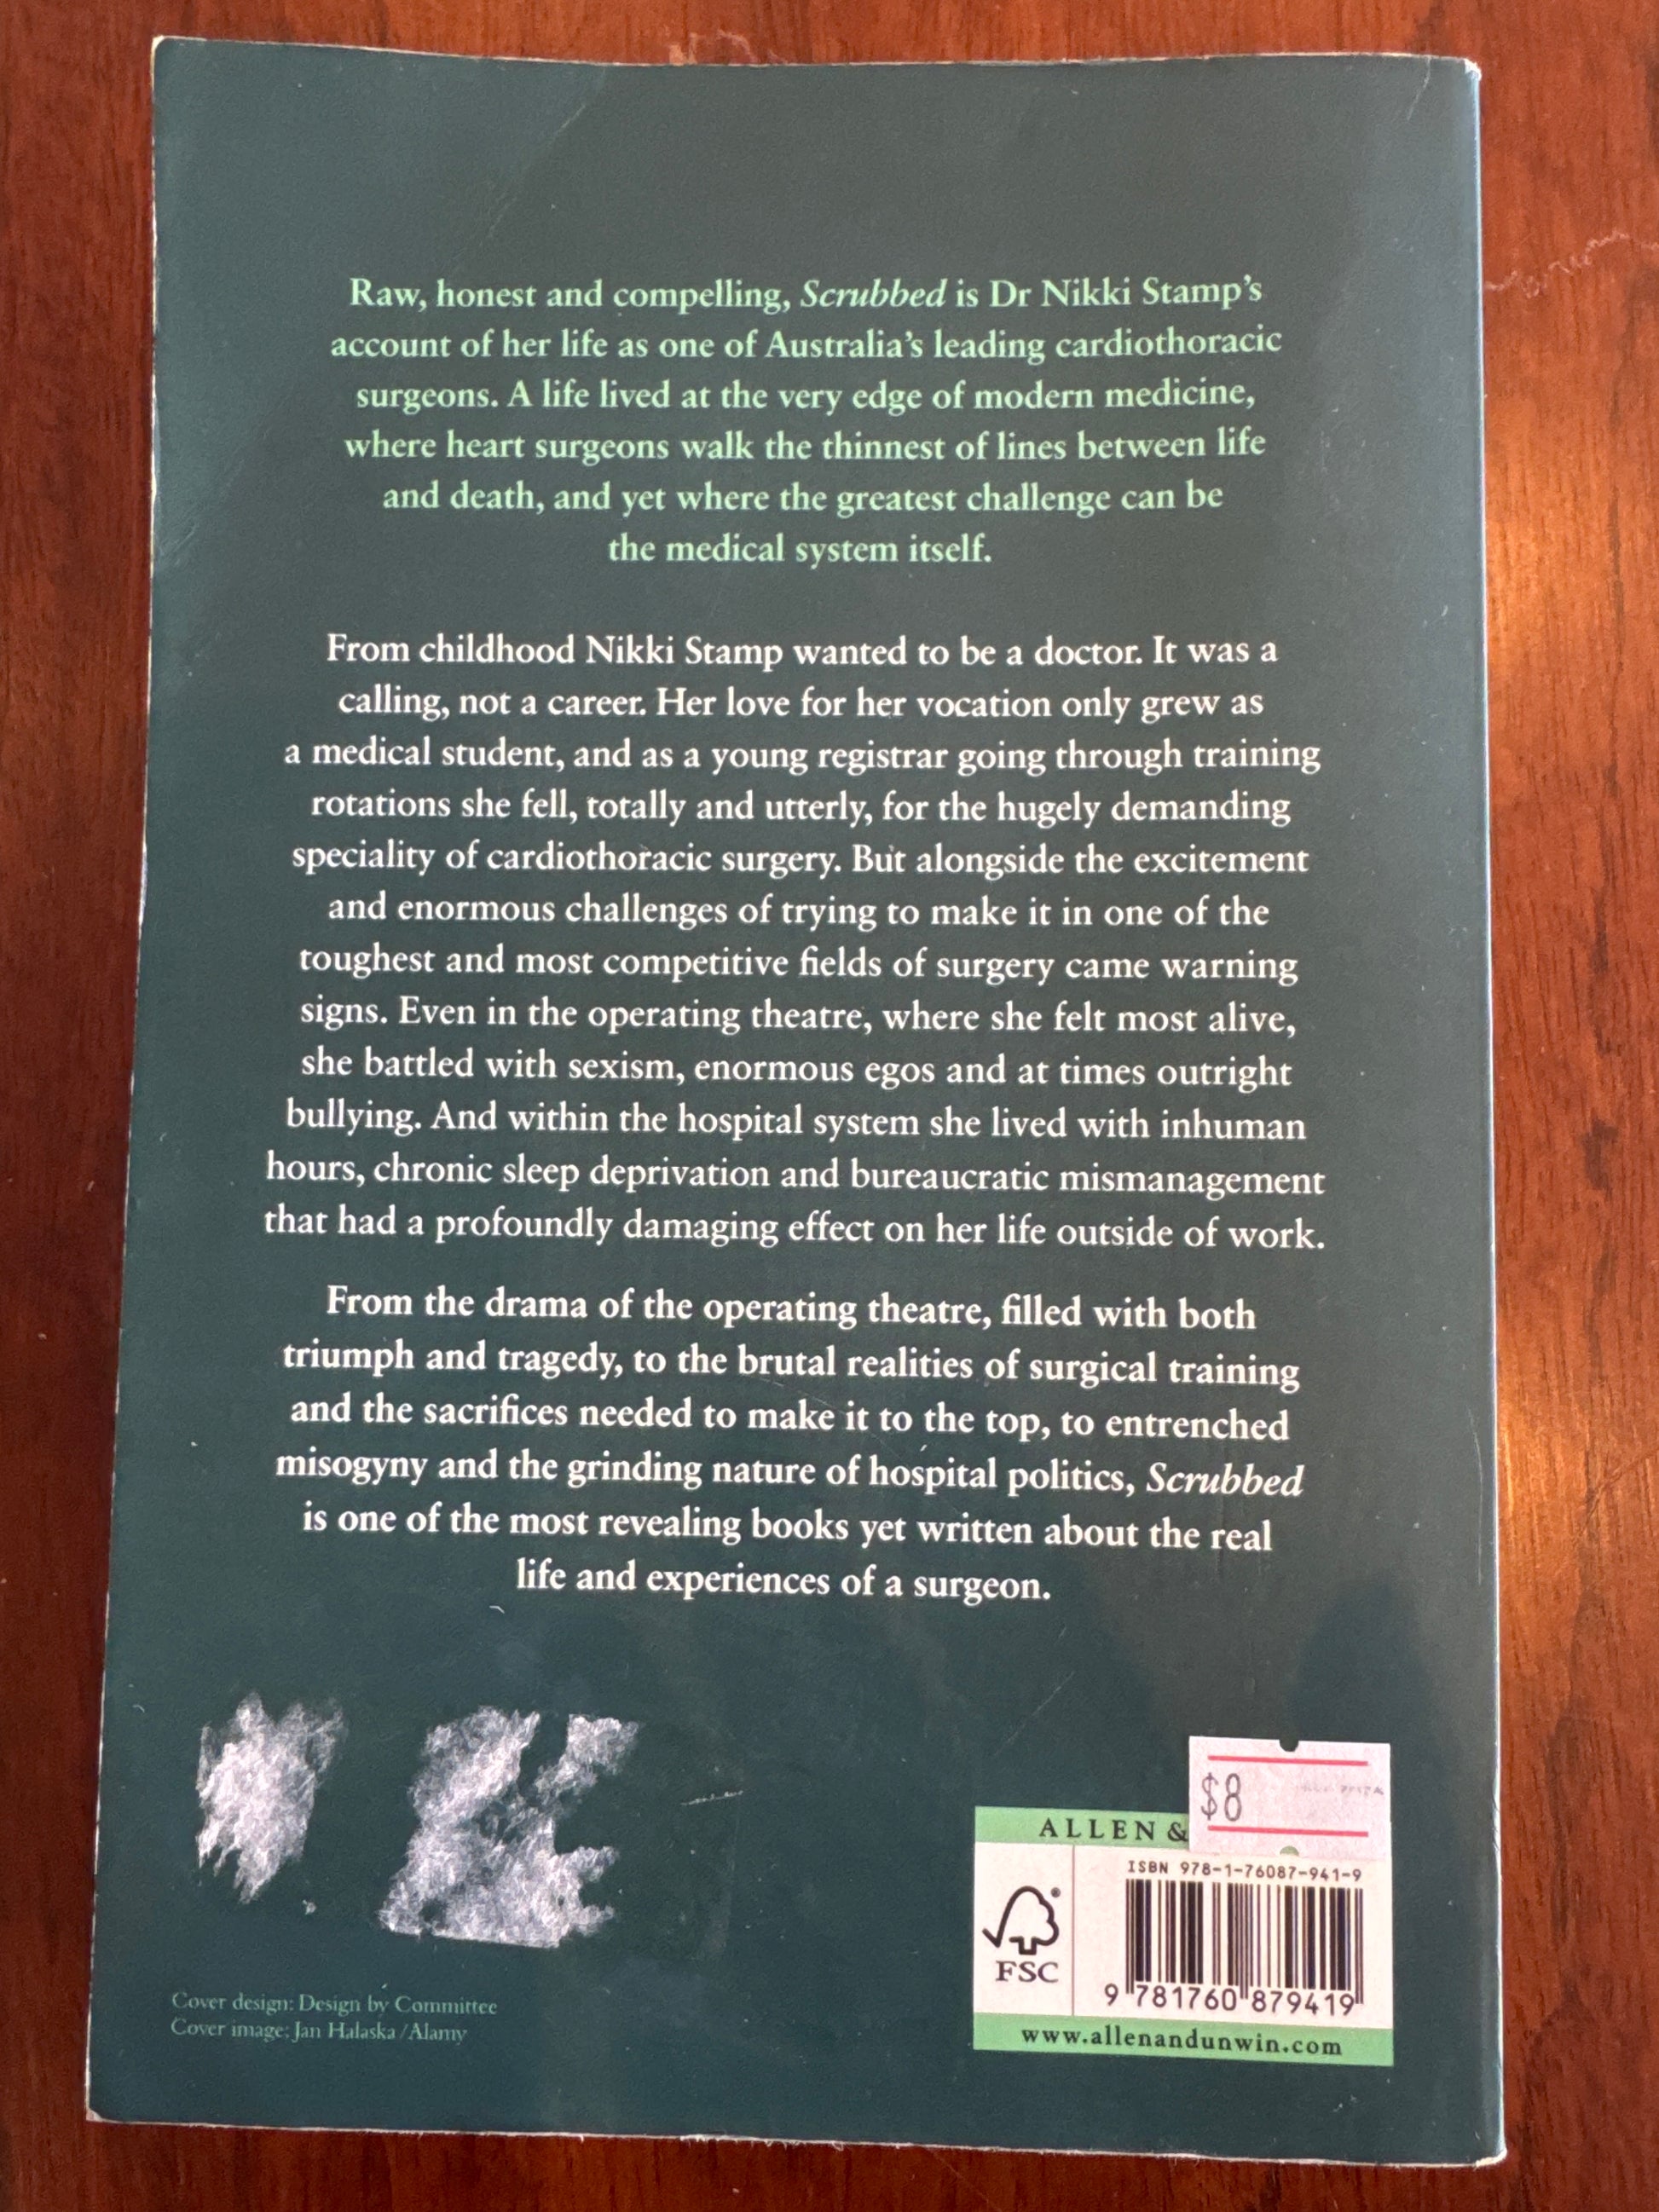 Raw, honest and compelling, Scrubbed is Dr Nikki Stamp's
account of her life as one of Australia's leading cardiothoracic
surgeons. A life lived at the very edge of modern medicine,
where heart surgeons walk the thinnest of lines between life
and death, and yet where the greatest challenge can be
the medical system itself.
From childhood Nikki Stamp wanted to be a doctor. It was a
calling, not a career. Her love for her vocation only grew as
a medical student, and as a young registrar going through training
rotations she fell, totally and utterly, for the hugely demanding
speciality of cardiothoracic surgery. But alongside the excitement
and enormous challenges of trying to make it in one of the
toughest and most competitive fields of surgery came warning
signs. Even in the operating theatre, where she felt most alive,
she battled with sexism, enormous egos and at times outright
bullying. And within the hospital system she lived with inhuman
hours, chronic sleep deprivation and bureaucratic mismanagement
that had a profoundly damaging effect on her life outside of work.
From the drama of the operating theatre, filled with both
triumph and tragedy, to the brutal realities of surgical training
and the sacrifices needed to make it to the top, to entrenched
misogyny and the grinding nature of hospital politics, Scrubbed
is one of the most revealing books yet written about the real
life and experiences of a surgeon.
$8
ALLEN &
ISBN 978-1-76087-941-9
FSC
9 781760 879419
www.allenandunwin.com
Cover design: Design by Committee
Cover image: Jan Halaska / Alamy